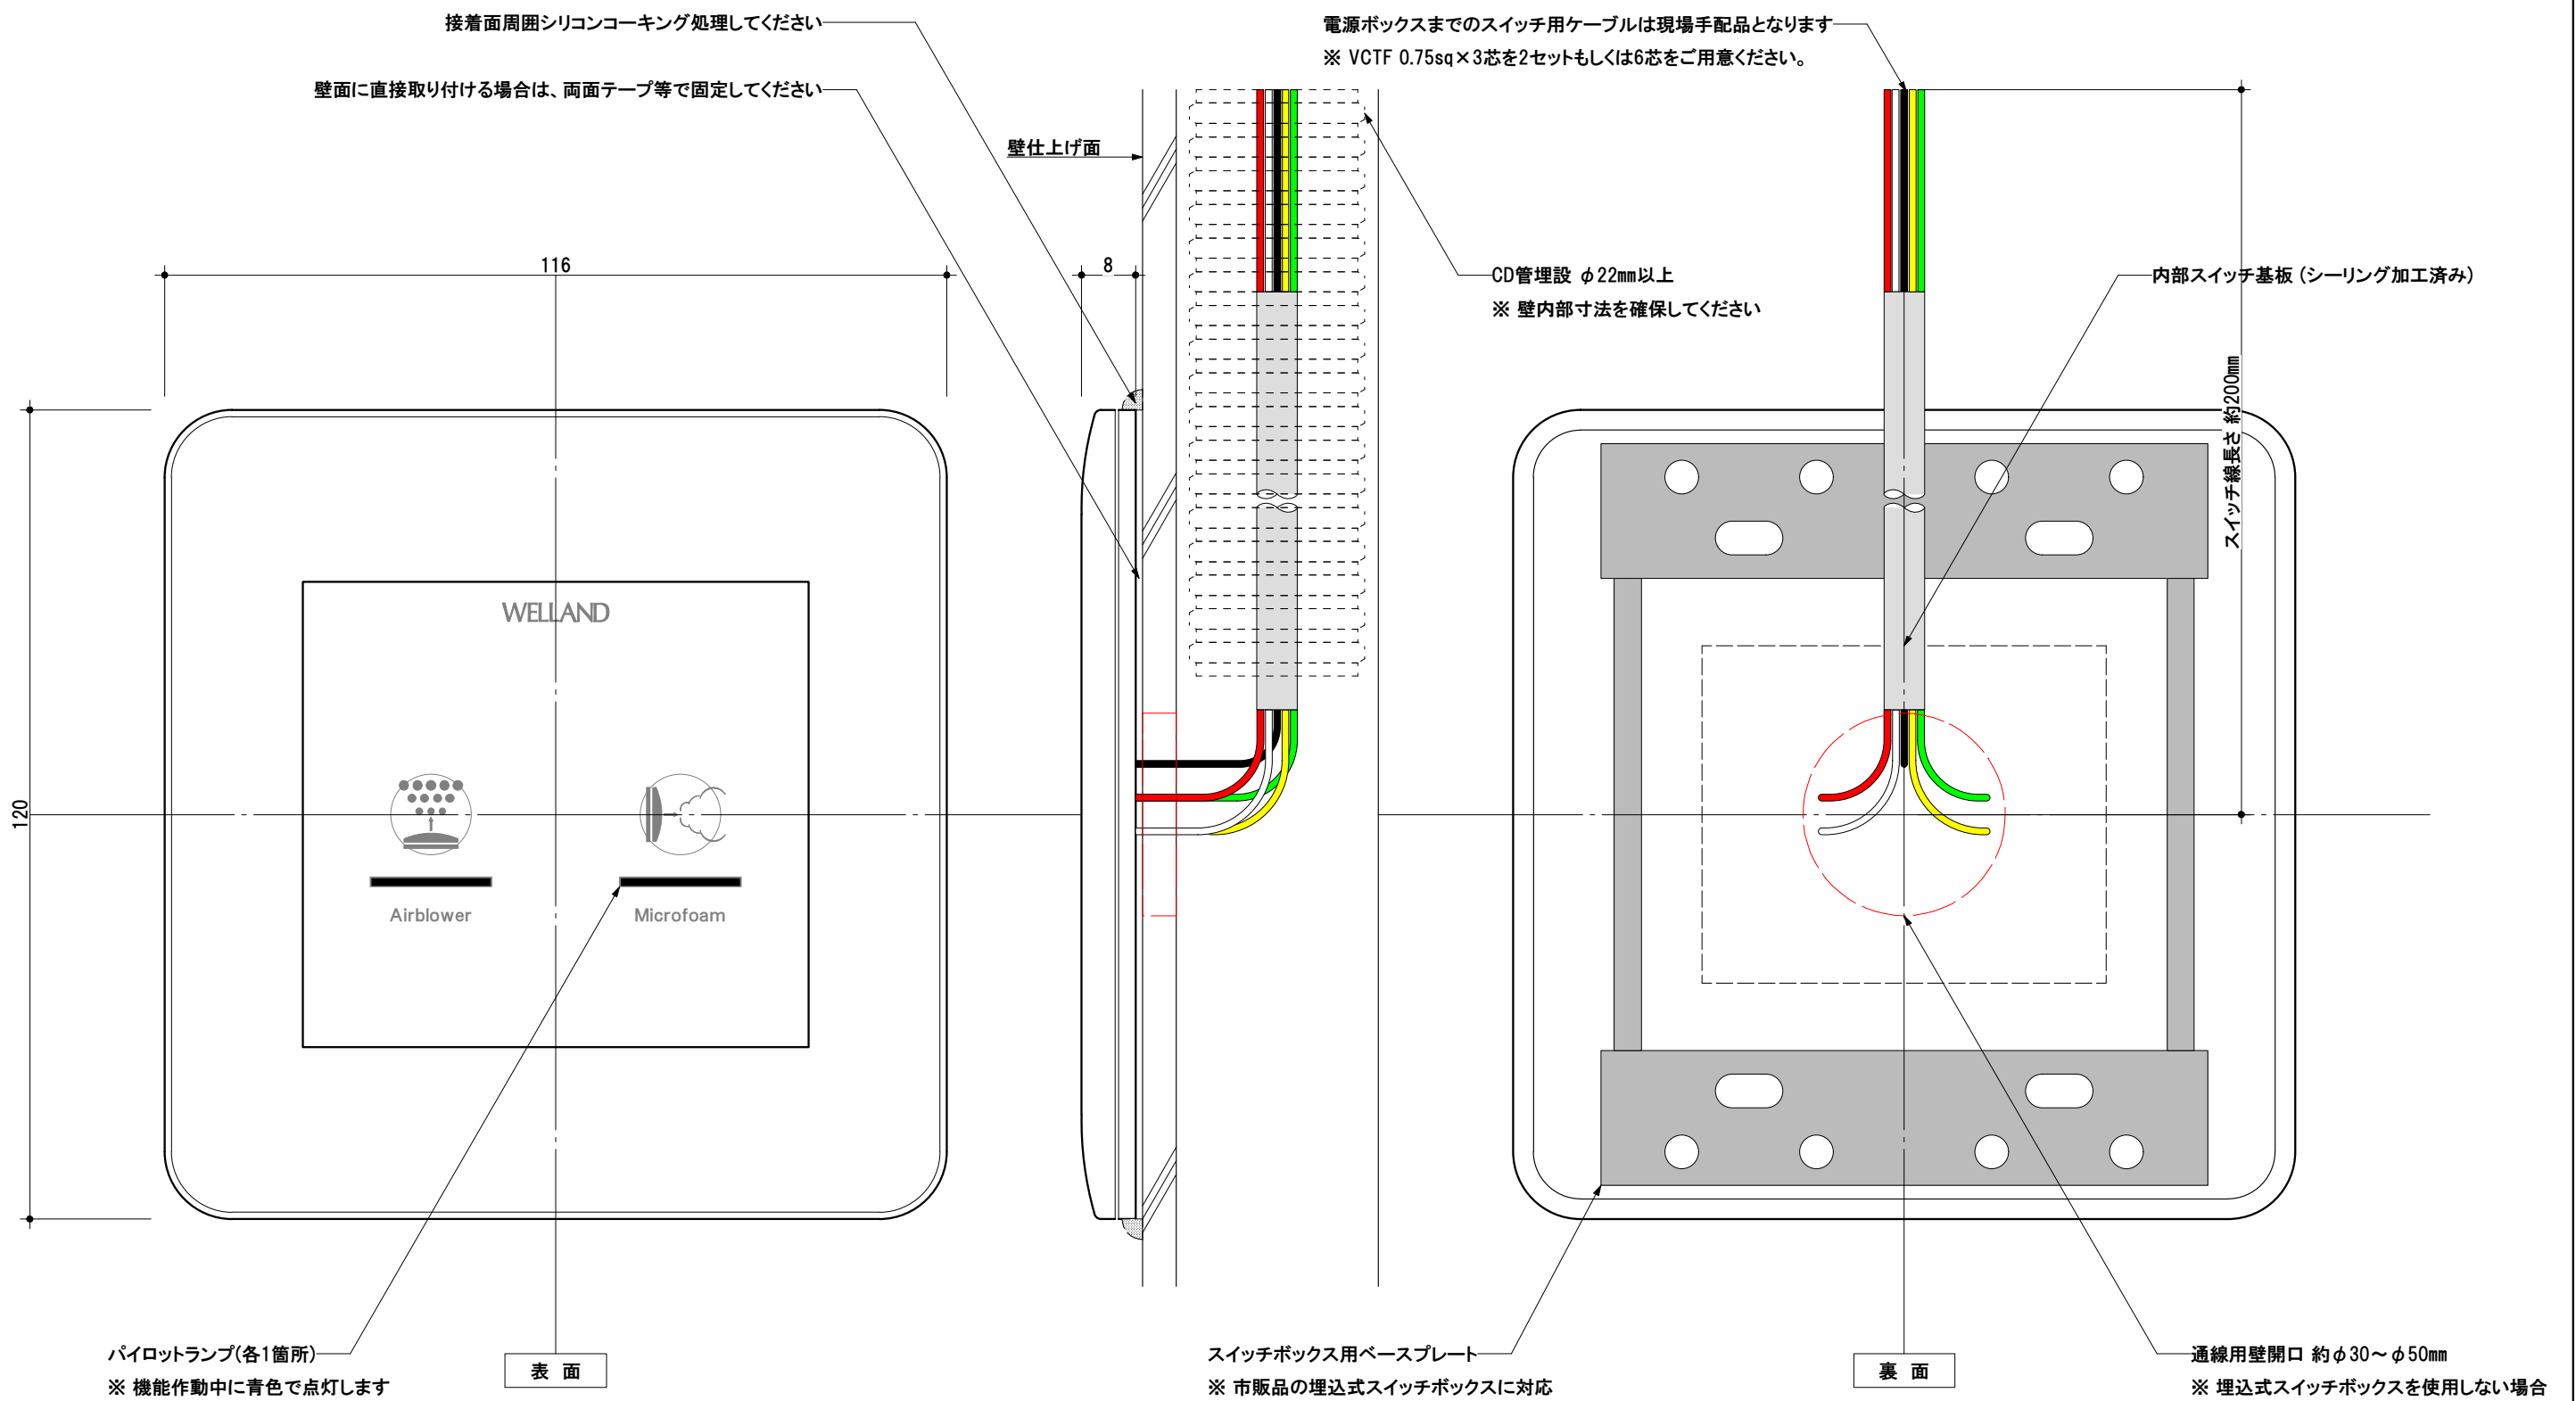 接着面周囲シリコンコーキング処理してください
電源ボックスまでのスイッチ用ケーブルは現場手配品となります
※ VCTF 0.75sq×3芯を2セットもしくは6芯をご用意ください。
壁面に直接取り付ける場合は、両面テープ等で固定してください
壁仕上げ面
116
8
CD管埋設 φ22mm以上
※ 壁内部寸法を確保してください
内部スイッチ基板 (シーリング加工済み)
スイッチ線長さ 約200mm
WELLAND
120
Airblower
Microfoam
パイロットランプ(各1箇所)
※ 機能作動中に青色で点灯します
表 面
スイッチボックス用ベースプレート
※ 市販品の埋込式スイッチボックスに対応
裏 面
通線用壁開口 約φ30～φ50mm
※ 埋込式スイッチボックスを使用しない場合